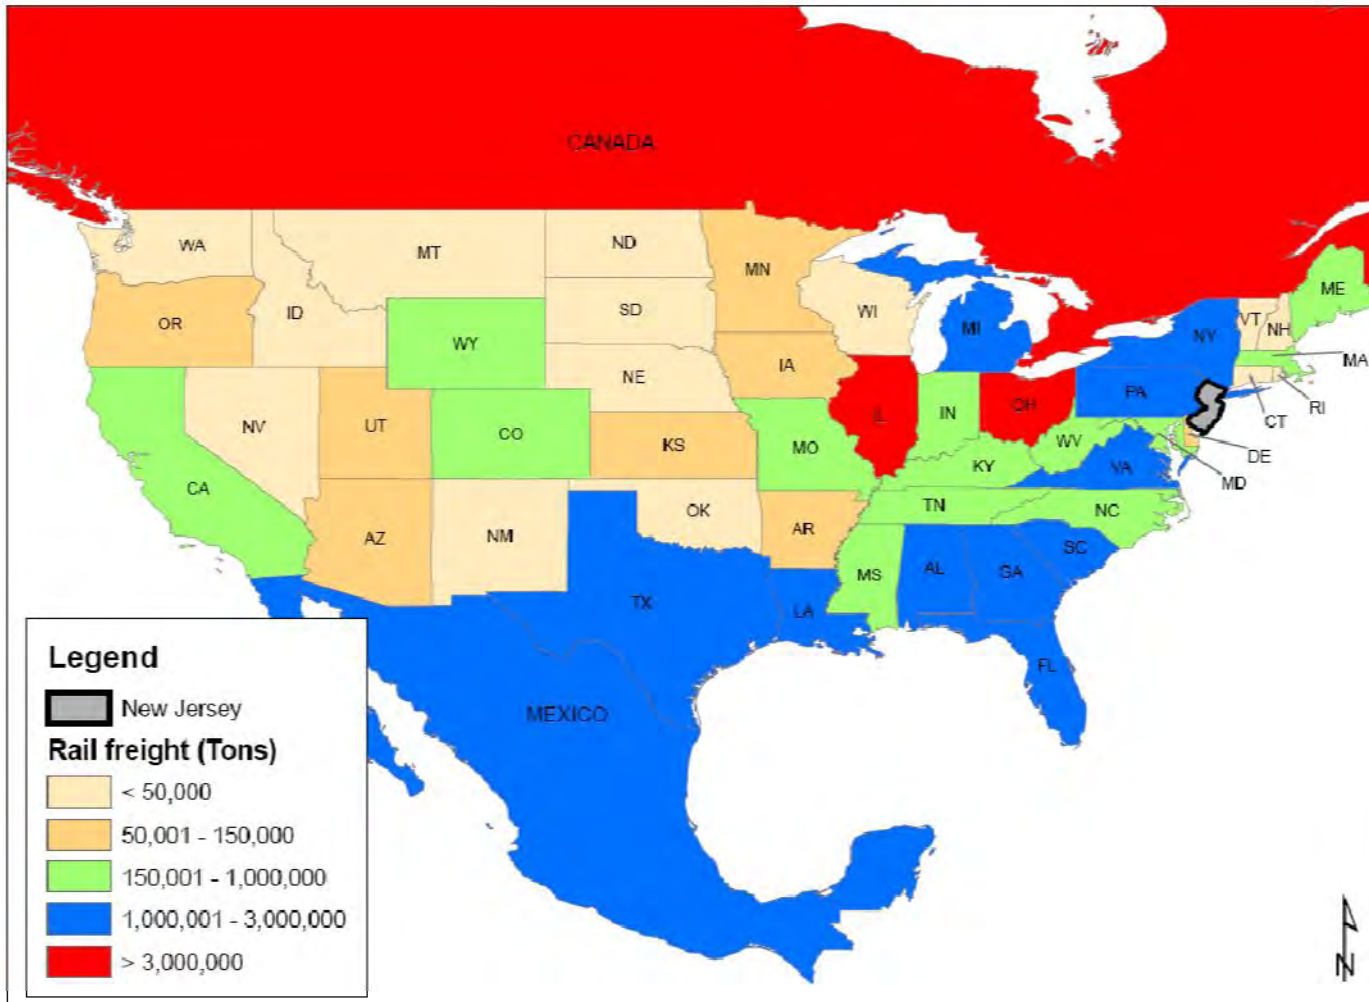 CANADA
WA
MT
ND
MN
ME
OR
ID
SD
WI
MI
VT
NH
NY
WY
MA
IA
NE
PA
RI
NV
UT
CO
KS
MO
IL
IN
OH
CT
WV
DE
CA
KY
VA
MD
OK
TN
NC
AZ
NM
AR
MS
AL
GA
SC
TX
LA
FL
MEXICO
Legend
New Jersey
Rail freight (Tons)
< 50,000
50,001 - 150,000
150,001 - 1,000,000
1,000,001 - 3,000,000
> 3,000,000
N